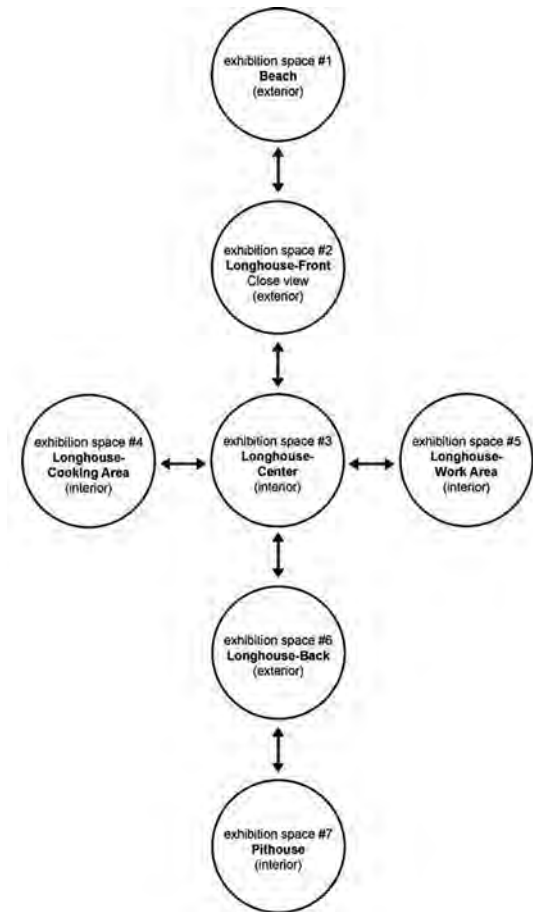 exhibition space #1
Beach
(exterior)
exhibition space #2
Longhouse-Front
Close view
(exterior)
exhibition space #4
Longhouse-
Cooking Area
(interior)
exhibition space #3
Longhouse-
Center
(interior)
exhibition space #5
Longhouse-
Work Area
(interior)
exhibition space #6
Longhouse-Back
(exterior)
exhibition space #7
Pithouse
(interior)